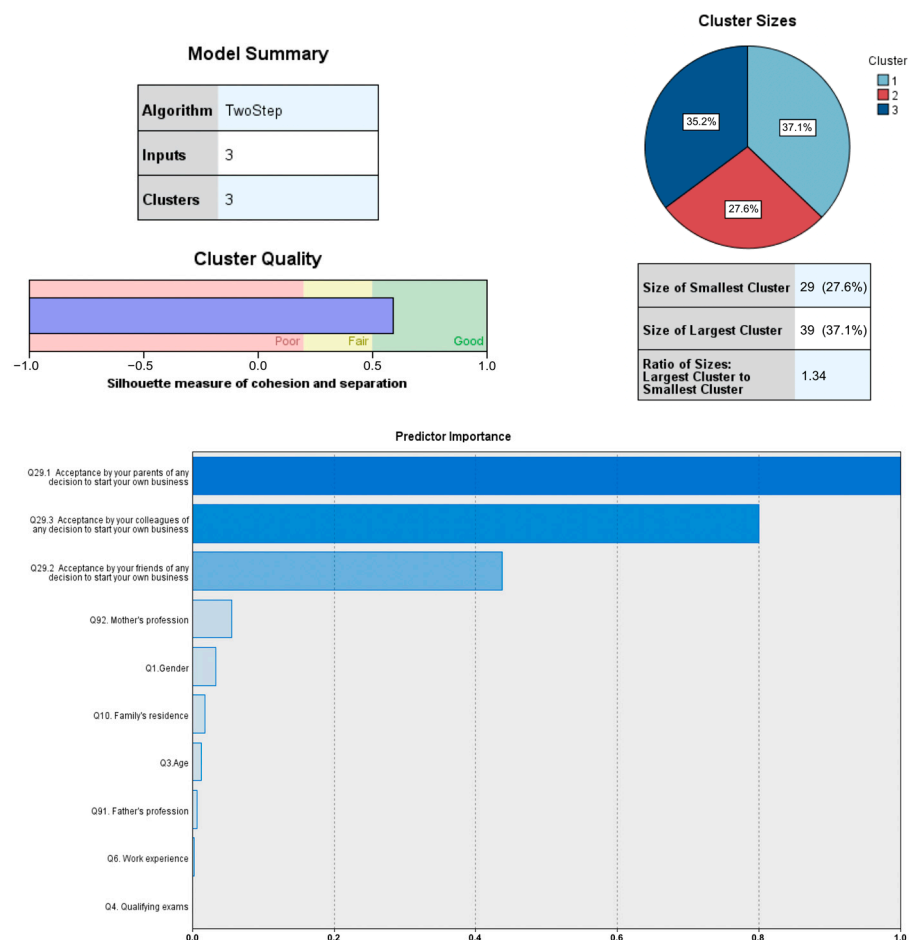 Model Summary
Algorithm TwoStep
Inputs 3
Clusters 3
Cluster Quality
Poor Fair Good
−1.0 −0.5 0.0 0.5 1.0
Silhouette measure of cohesion and separation
Cluster Sizes
Cluster
1
2
3
35.2%
37.1%
27.6%
Size of Smallest Cluster 29 (27.6%)
Size of Largest Cluster 39 (37.1%)
Ratio of Sizes:
Largest Cluster to
Smallest Cluster
1.34
Predictor Importance
Q29.1 Acceptance by your parents of any
decision to start your own business
Q29.3 Acceptance by your colleagues of
any decision to start your own business
Q29.2 Acceptance by your friends of any
decision to start your own business
Q92. Mother's profession
Q1.Gender
Q10. Family's residence
Q3.Age
Q91. Father's profession
Q6. Work experience
Q4. Qualifying exams
0.0 0.2 0.4 0.6 0.8 1.0